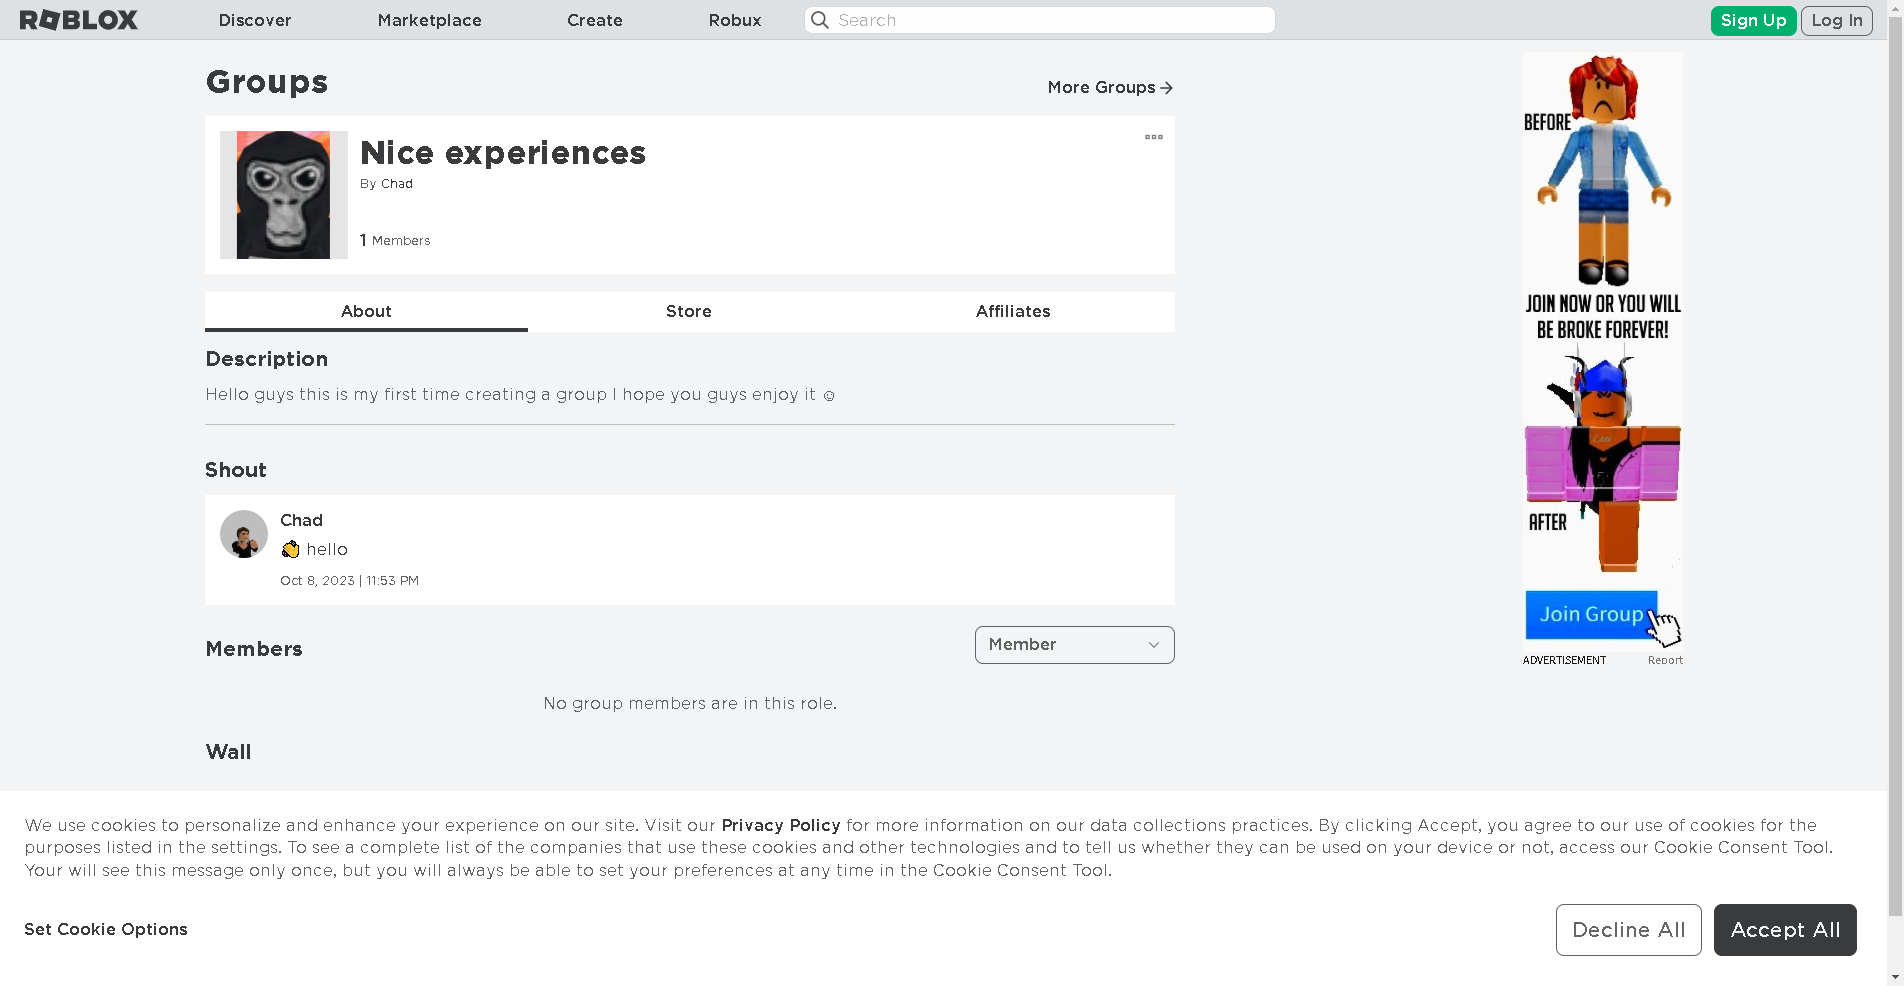 ROBLOX Discover Marketplace Create Robux Search Sign Up Log In
Groups
More Groups
Nice experiences
By Chad
1 Members
About Store Affiliates
Description
Hello guys this is my first time creating a group I hope you guys enjoy it ☺
Shout
Chad
👋 hello
Oct 8, 2023 | 11:53 PM
Members
Member
No group members are in this role.
Wall
BEFORE
JOIN NOW OR YOU WILL
BE BROKE FOREVER!
AFTER
Join Group
ADVERTISEMENT Report
We use cookies to personalize and enhance your experience on our site. Visit our Privacy Policy for more information on our data collections practices. By clicking Accept, you agree to our use of cookies for the
purposes listed in the settings. To see a complete list of the companies that use these cookies and other technologies and to tell us whether they can be used on your device or not, access our Cookie Consent Tool.
Your will see this message only once, but you will always be able to set your preferences at any time in the Cookie Consent Tool.
Set Cookie Options
Decline All
Accept All